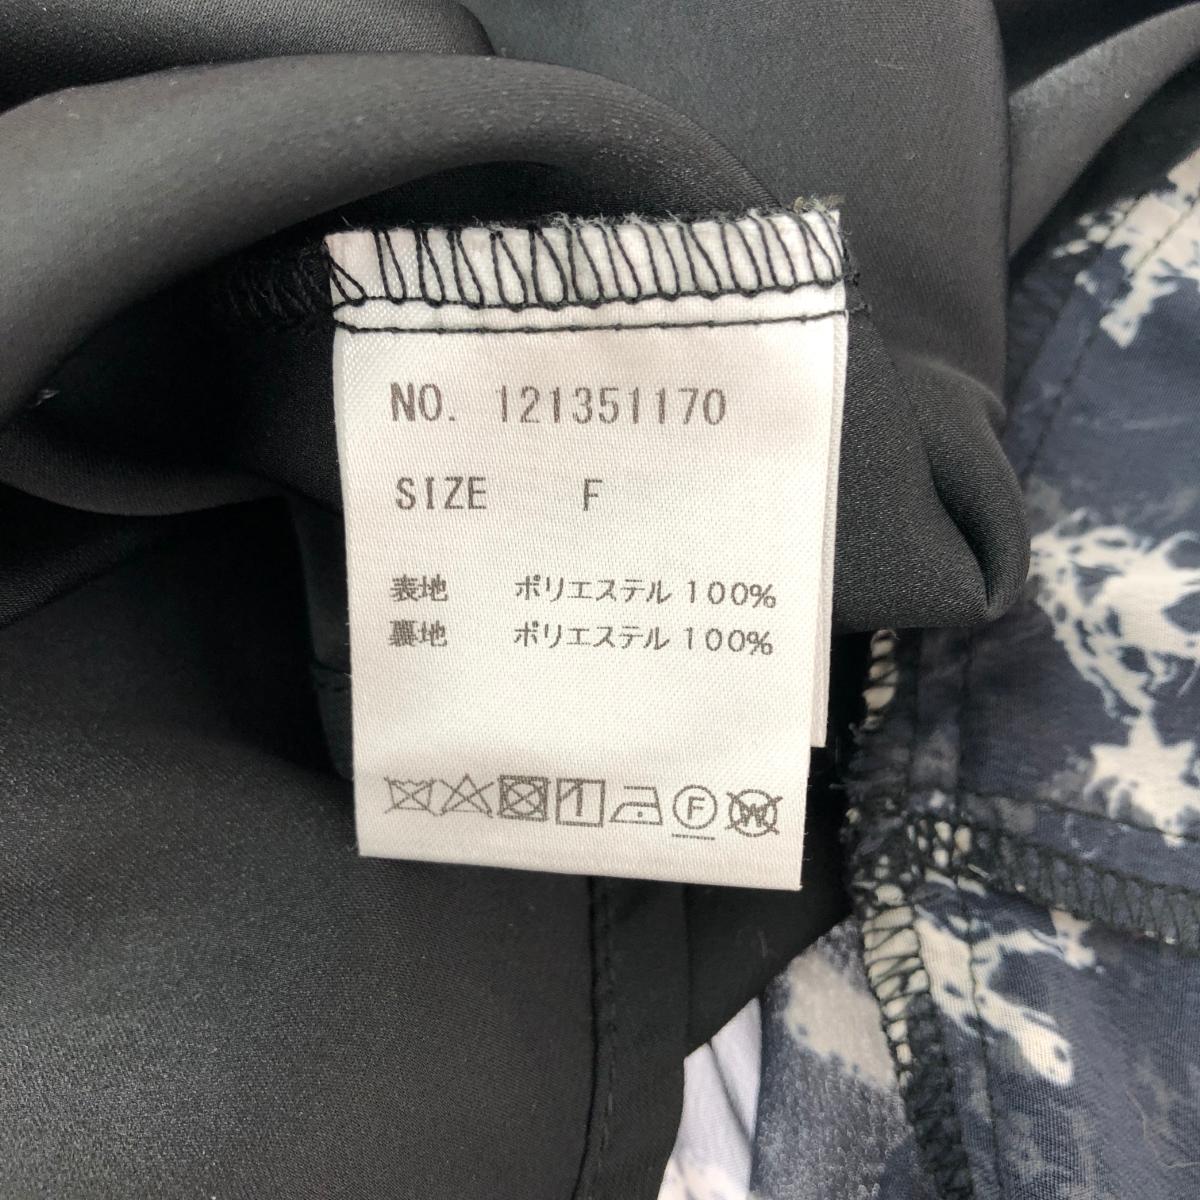 NO. 121351170
SIZE F
表地 ポリエステル 100%
裏地 ポリエステル 100%
F W